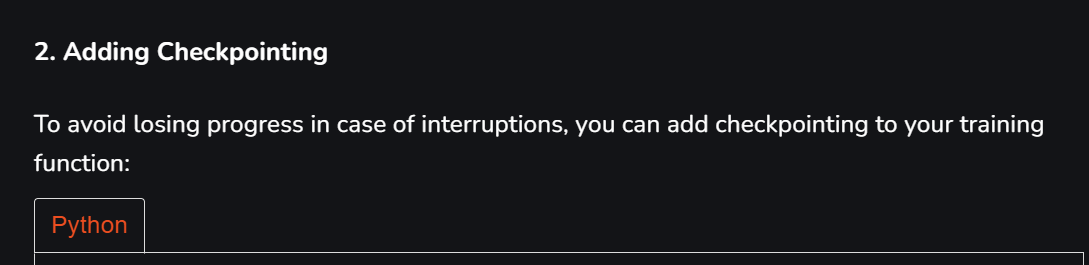 2. Adding Checkpointing
To avoid losing progress in case of interruptions, you can add checkpointing to your training
function:
Python